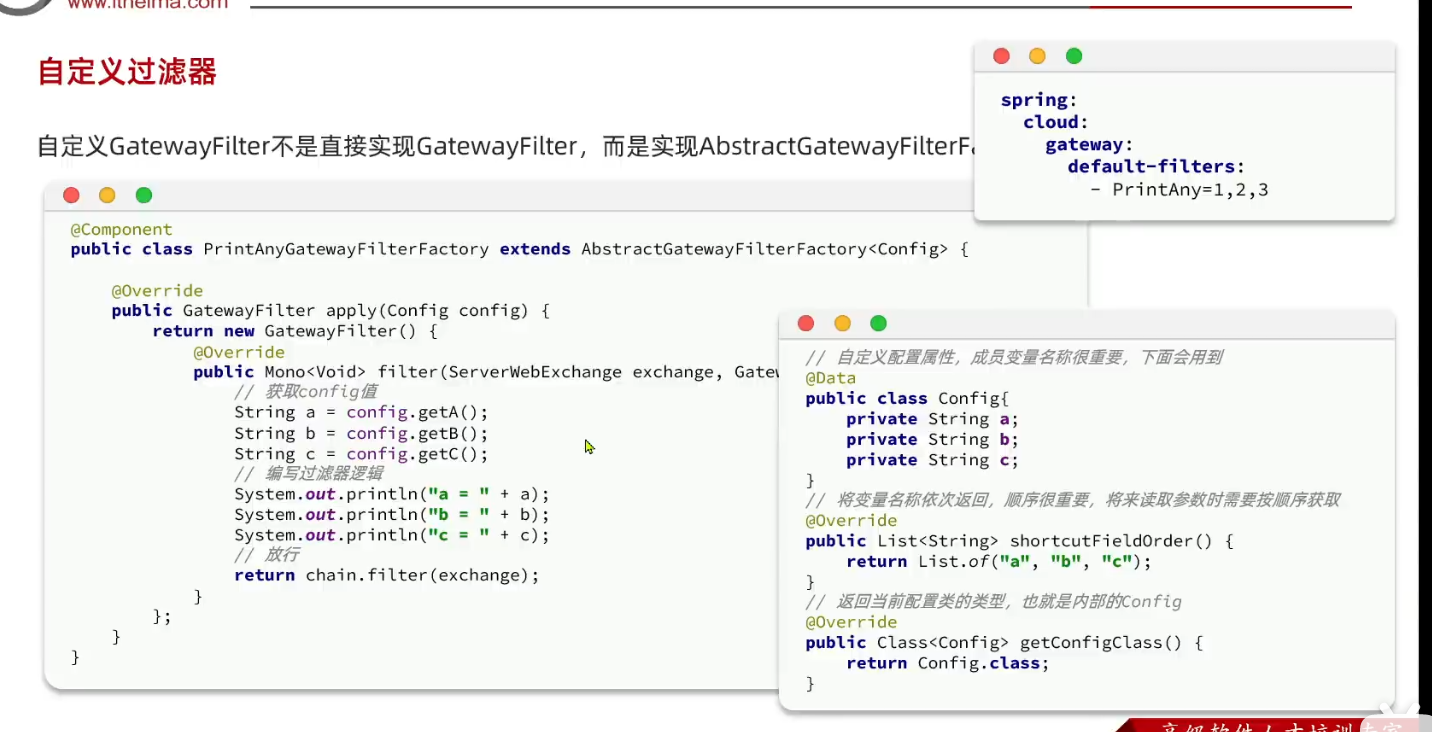 www.itheima.com
自定义过滤器
自定义GatewayFilter不是直接实现GatewayFilter，而是实现AbstractGatewayFilterFa
spring:
cloud:
gateway:
default-filters:
- PrintAny=1,2,3
@Component
public class PrintAnyGatewayFilterFactory extends AbstractGatewayFilterFactory<Config> {
@Override
public GatewayFilter apply(Config config) {
return new GatewayFilter() {
@Override
public Mono<Void> filter(ServerWebExchange exchange, Gatew
// 获取config值
String a = config.getA();
String b = config.getB();
String c = config.getC();
// 编写过滤器逻辑
System.out.println("a = " + a);
System.out.println("b = " + b);
System.out.println("c = " + c);
// 放行
return chain.filter(exchange);
}
};
}
}
// 自定义配置属性，成员变量名称很重要，下面会用到
@Data
public class Config{
private String a;
private String b;
private String c;
}
// 将变量名称依次返回，顺序很重要，将来读取参数时需要按顺序获取
@Override
public List<String> shortcutFieldOrder() {
return List.of("a", "b", "c");
}
// 返回当前配置类的类型，也就是内部的Config
@Override
public Class<Config> getConfigClass() {
return Config.class;
}
高级软件人才培训专家